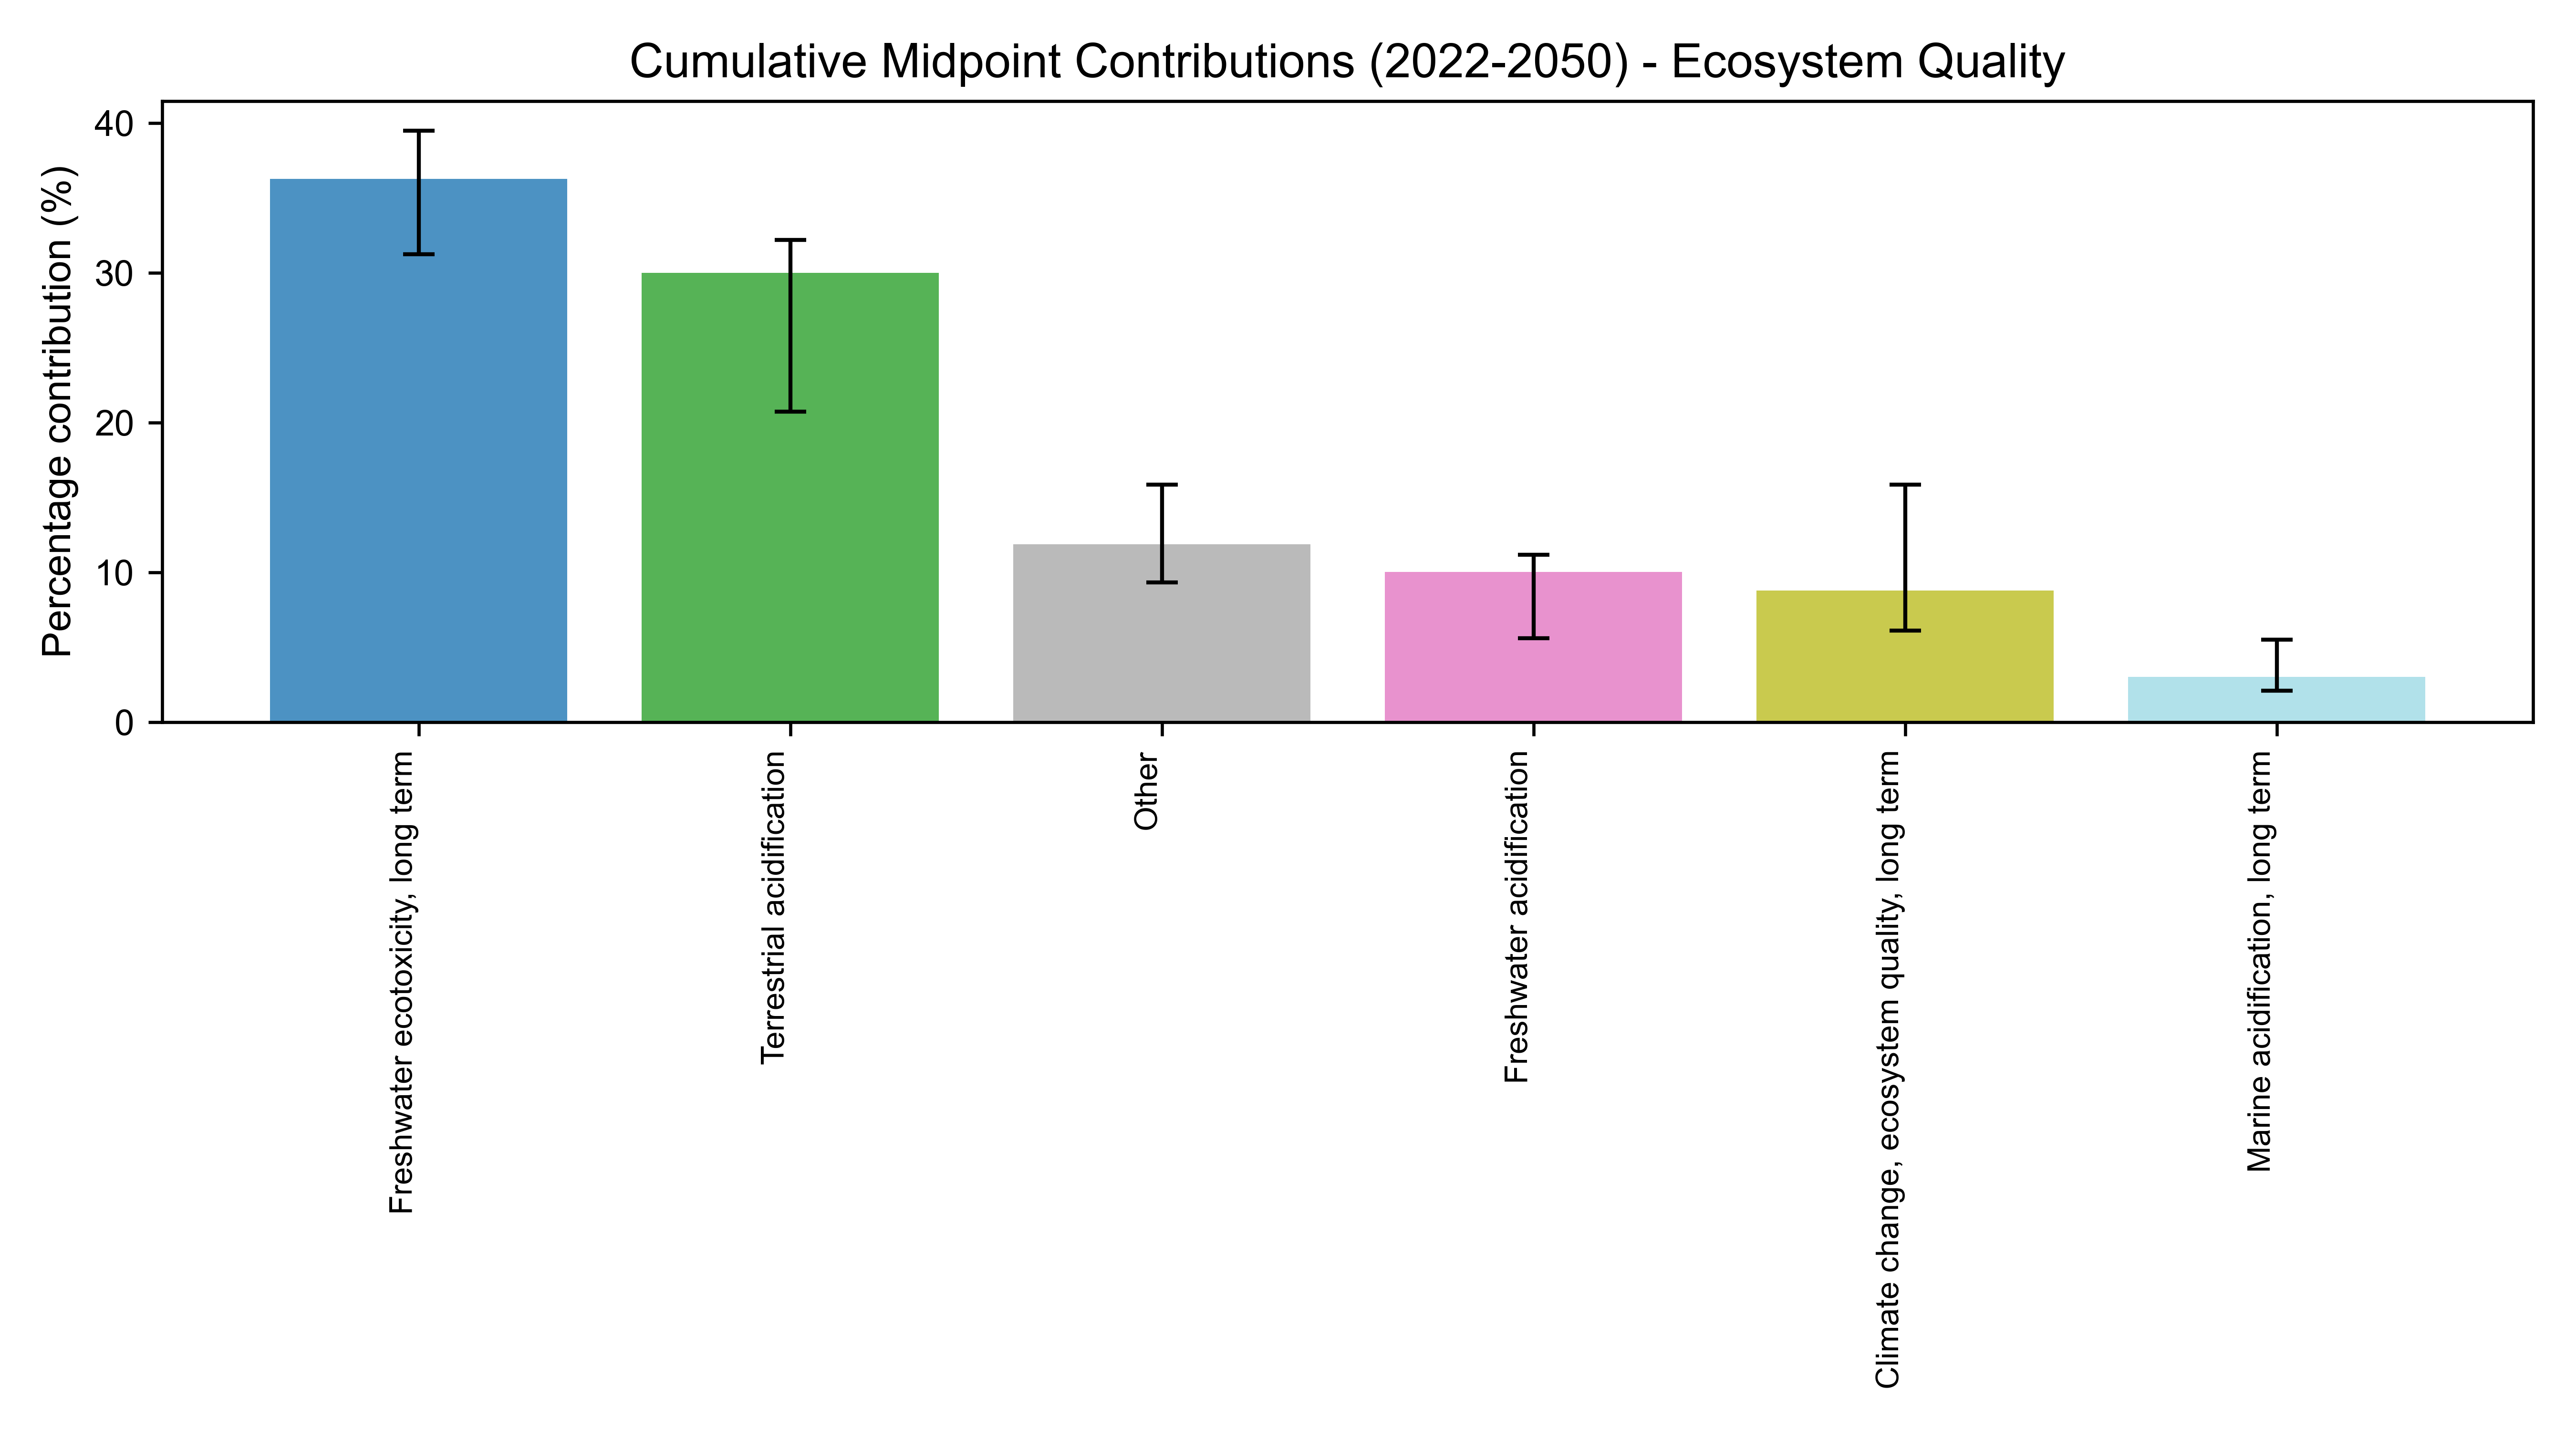 Cumulative Midpoint Contributions (2022-2050) - Ecosystem Quality
Percentage contribution (%)
40
30
20
10
0
Freshwater ecotoxicity, long term
Terrestrial acidification
Other
Freshwater acidification
Climate change, ecosystem quality, long term
Marine acidification, long term